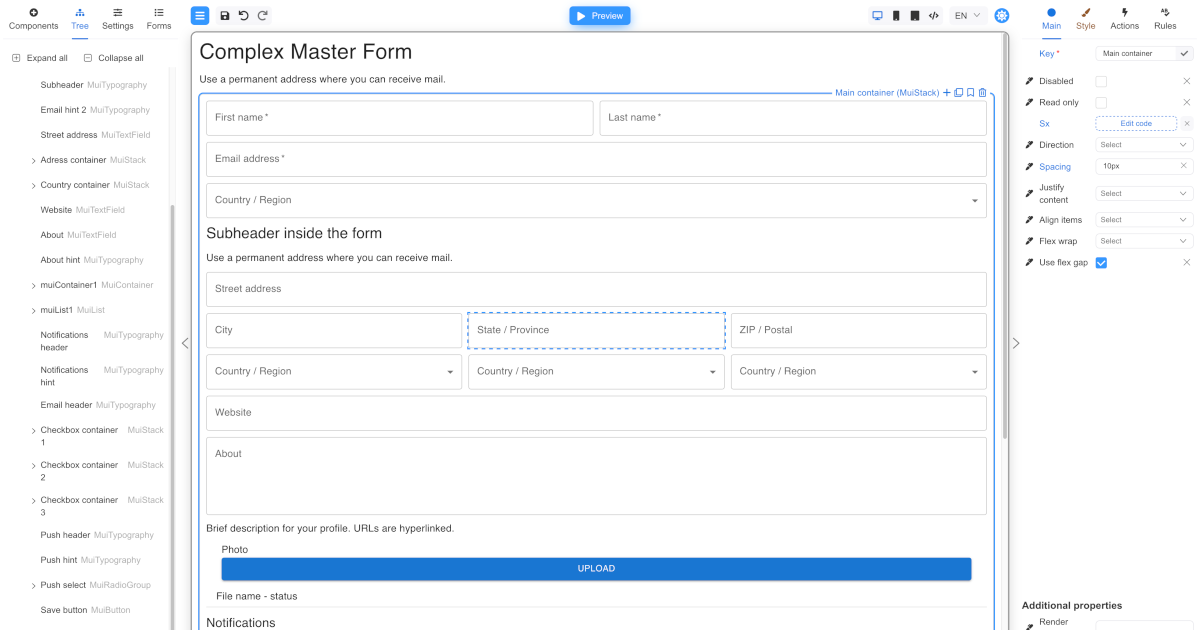 Components Tree Settings Forms
Preview
EN
Main Style Actions Rules
Expand all Collapse all
Subheader MuiTypography
Email hint 2 MuiTypography
Street address MuiTextField
Adress container MuiStack
Country container MuiStack
Website MuiTextField
About MuiTextField
About hint MuiTypography
muiContainer1 MuiContainer
muiList1 MuiList
Notifications header MuiTypography
Notifications hint MuiTypography
Email header MuiTypography
Checkbox container 1 MuiStack
Checkbox container 2 MuiStack
Checkbox container 3 MuiStack
Push header MuiTypography
Push hint MuiTypography
Push select MuiRadioGroup
Save button MuiButton
Complex Master Form
Use a permanent address where you can receive mail.
Main container (MuiStack)
First name * Last name *
Email address *
Country / Region
Subheader inside the form
Use a permanent address where you can receive mail.
Street address
City State / Province ZIP / Postal
Country / Region Country / Region Country / Region
Website
About
Brief description for your profile. URLs are hyperlinked.
Photo
UPLOAD
File name - status
Notifications
Key * Main container
Disabled
Read only
Sx Edit code
Direction Select
Spacing 10px
Justify content Select
Align items Select
Flex wrap Select
Use flex gap
Additional properties
Render